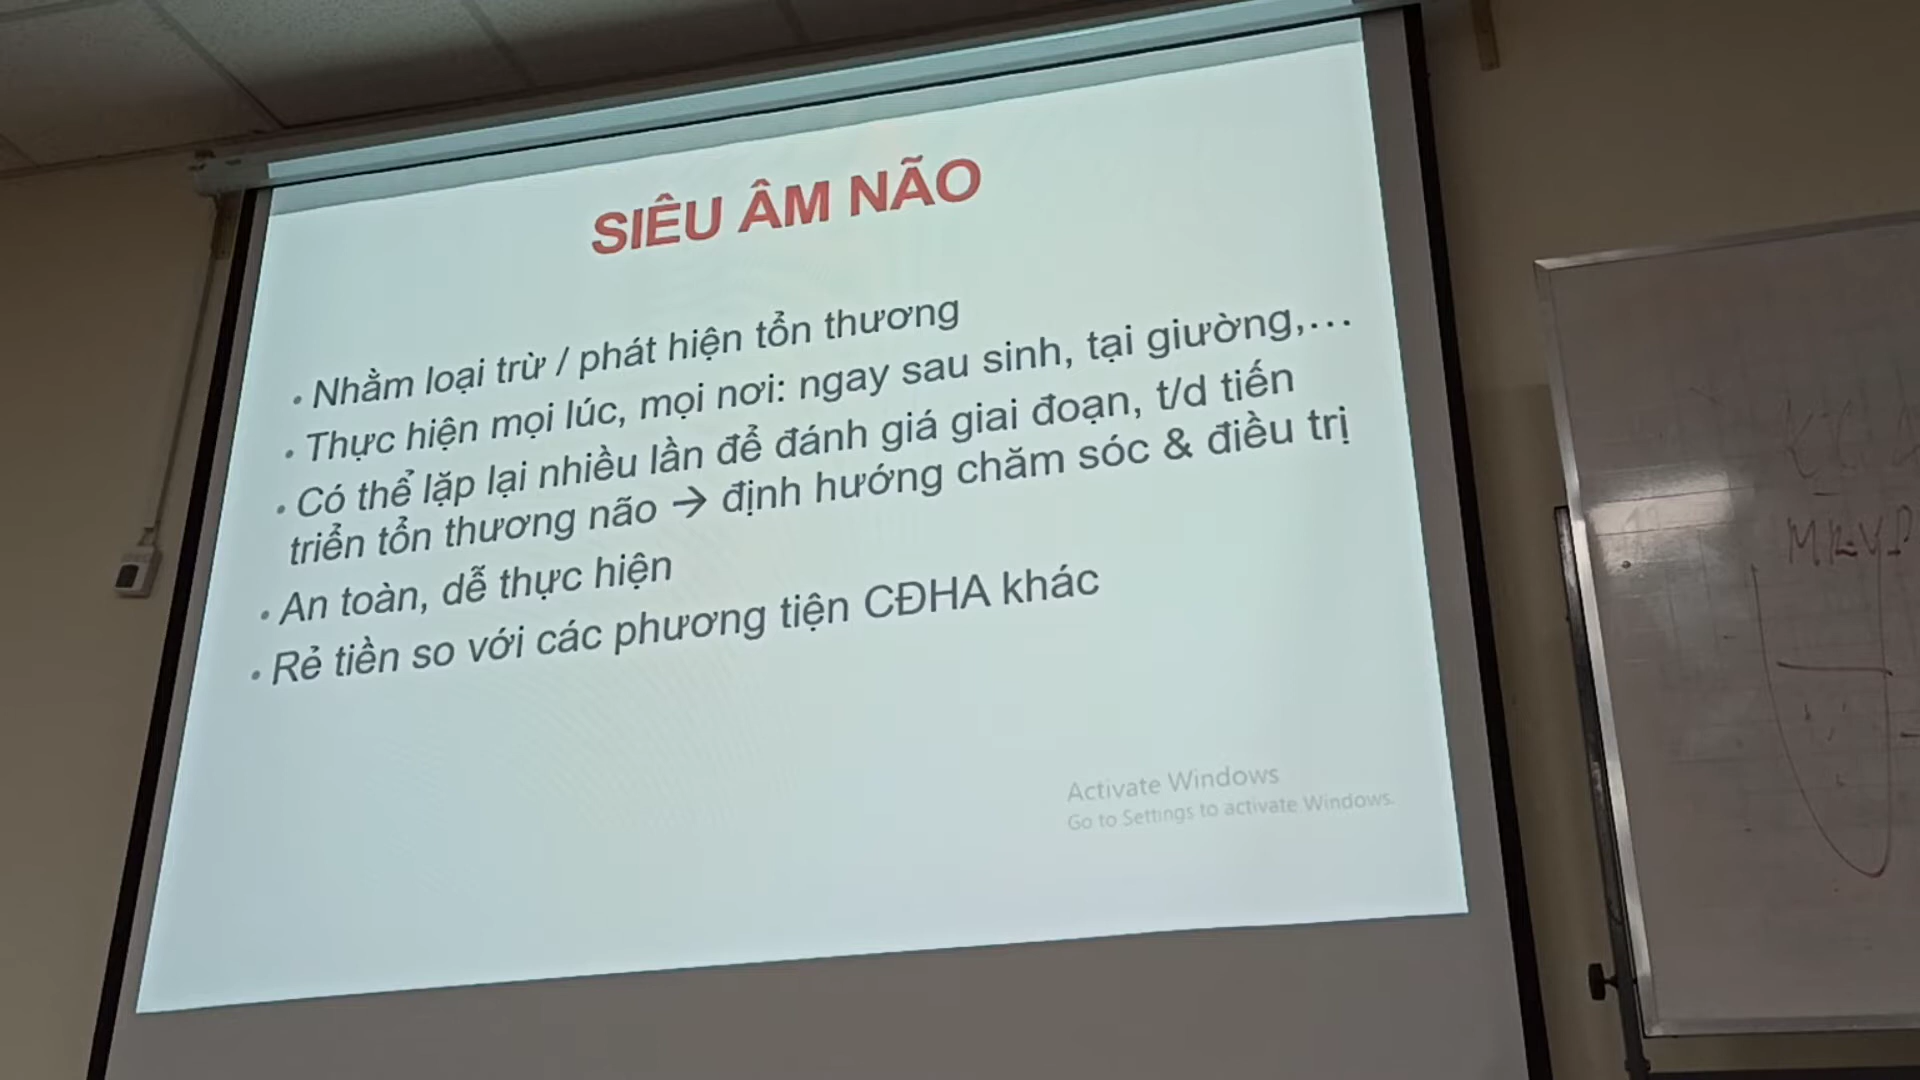 SIÊU ÂM NÃO
• Nhằm loại trừ / phát hiện tổn thương
• Thực hiện mọi lúc, mọi nơi: ngay sau sinh, tại giường,...
• Có thể lặp lại nhiều lần để đánh giá giai đoạn, t/d tiến
triển tổn thương não → định hướng chăm sóc & điều trị
• An toàn, dễ thực hiện
• Rẻ tiền so với các phương tiện CĐHA khác
Activate Windows
Go to Settings to activate Windows.